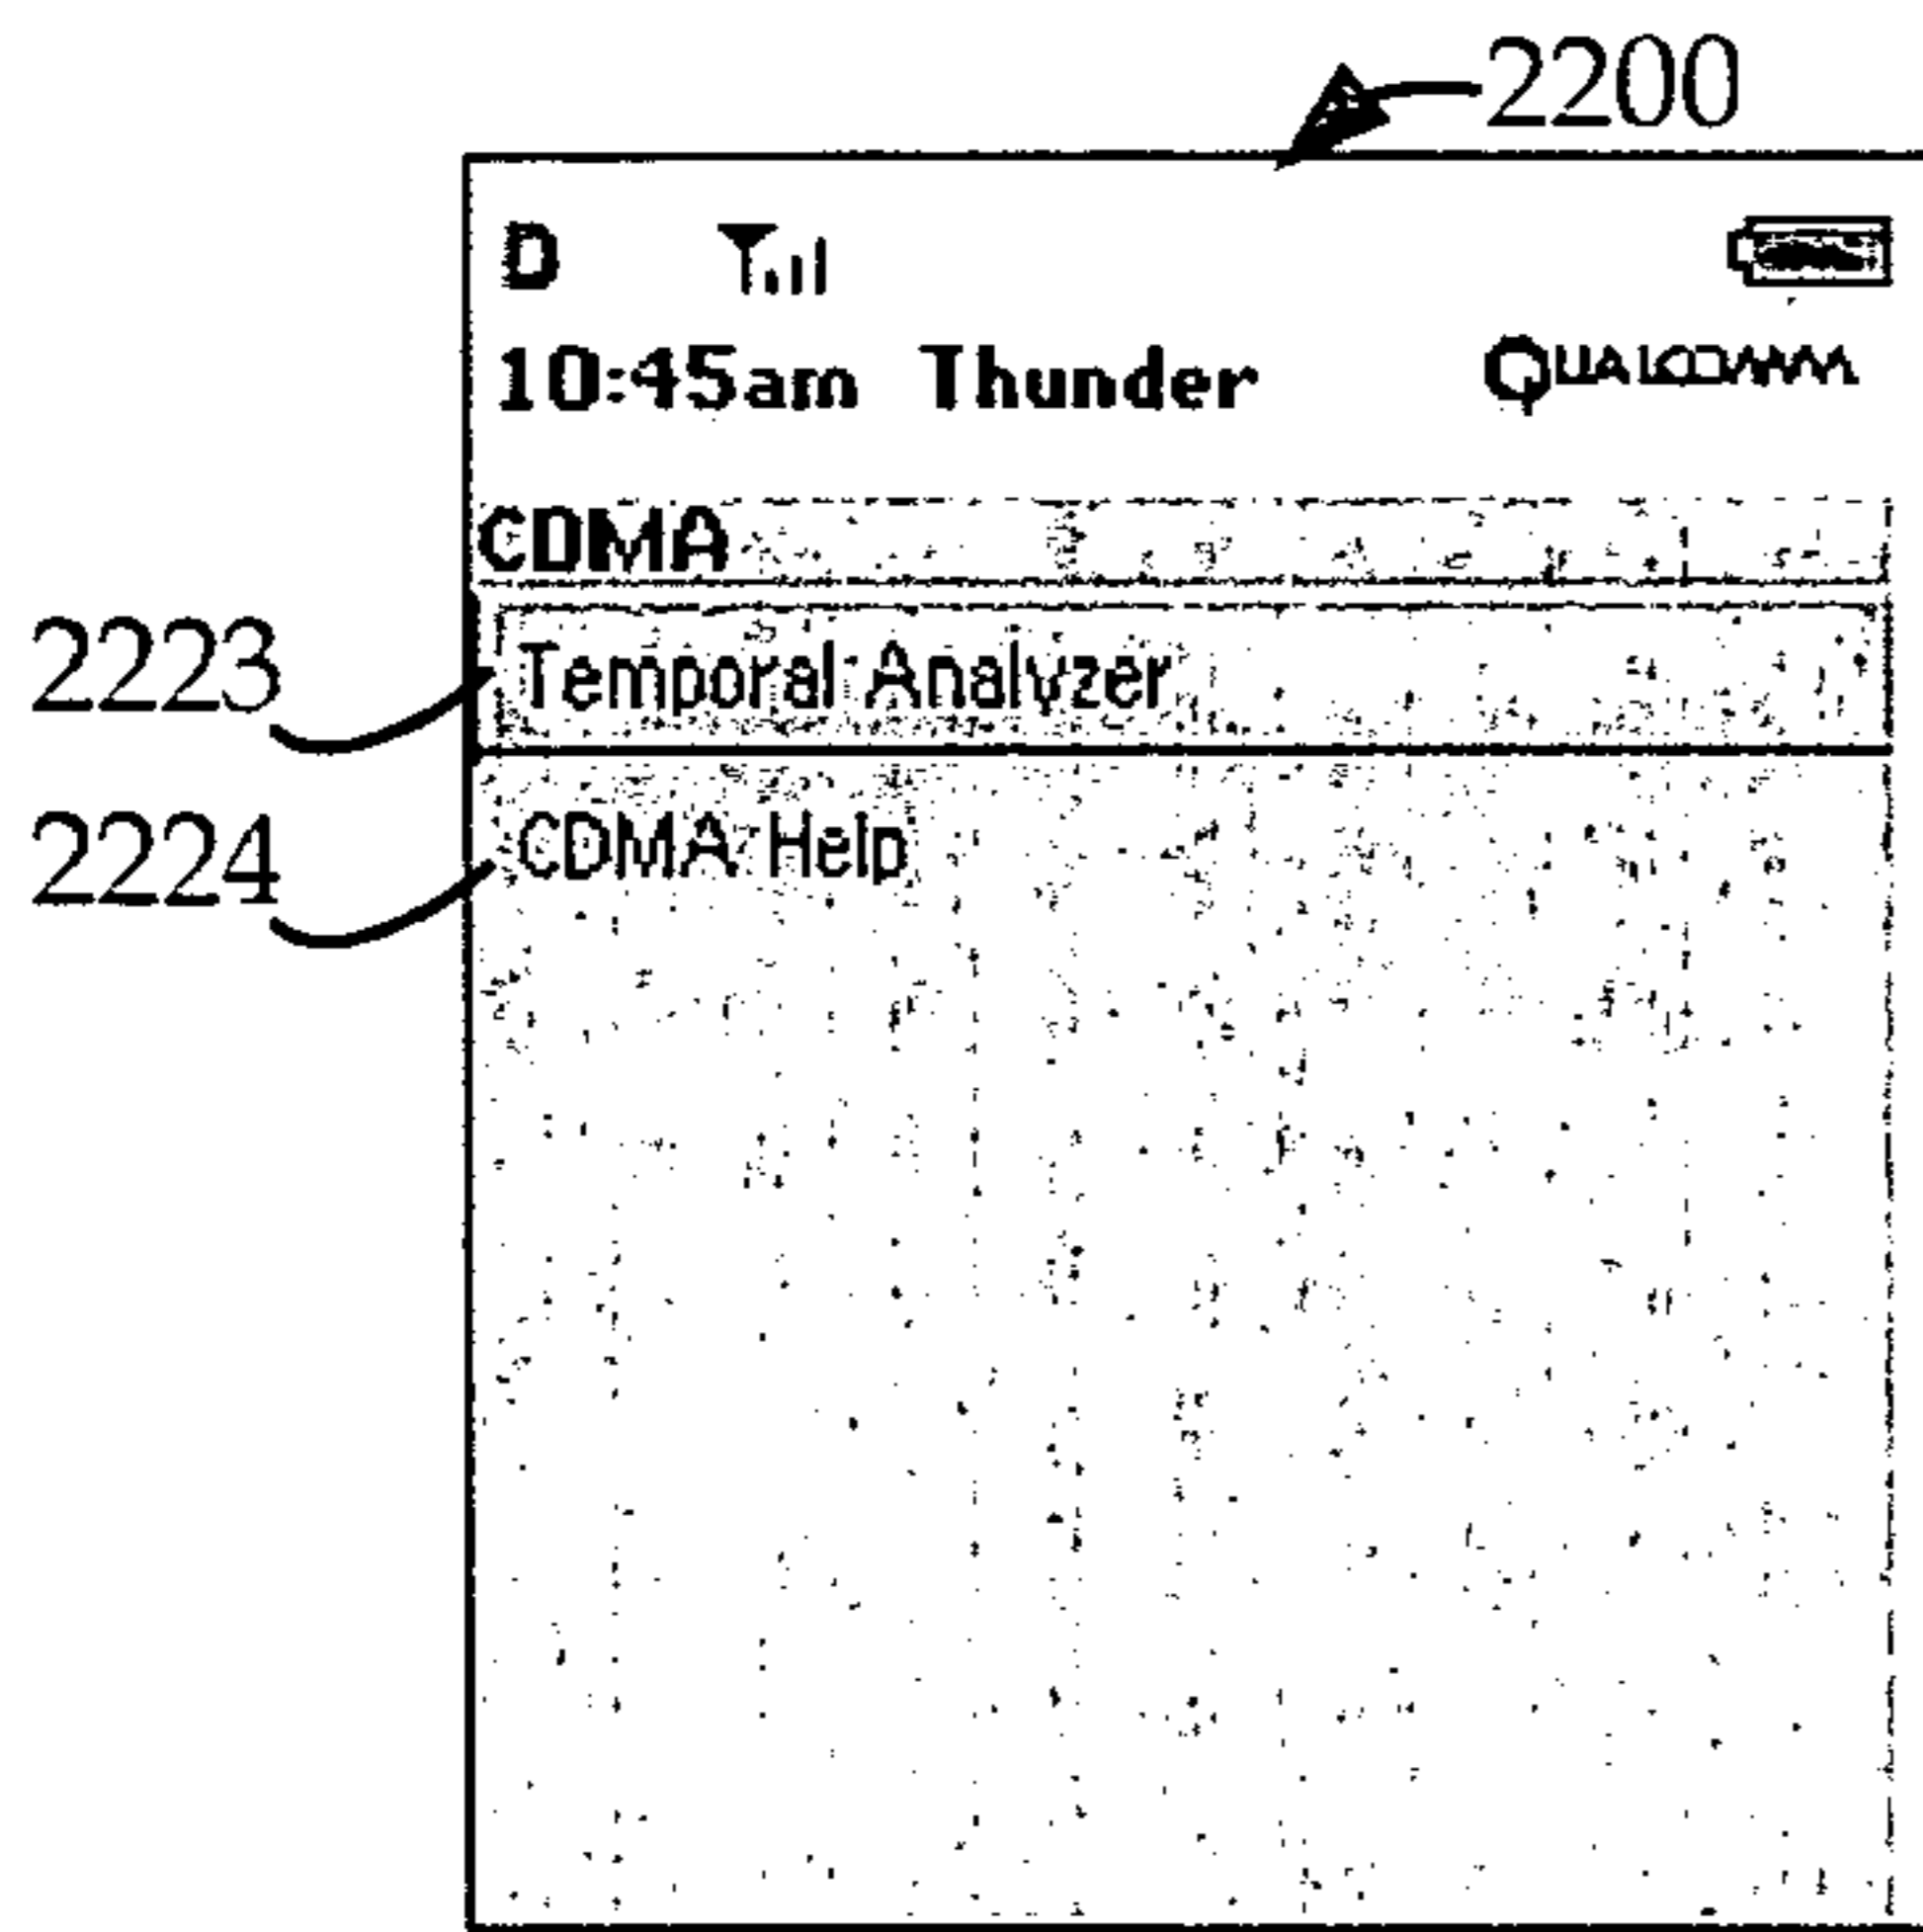 2200
D
10:45am Thunder QUALCOMM
CDMA
2223 Temporal Analyzer
2224 CDMA Help